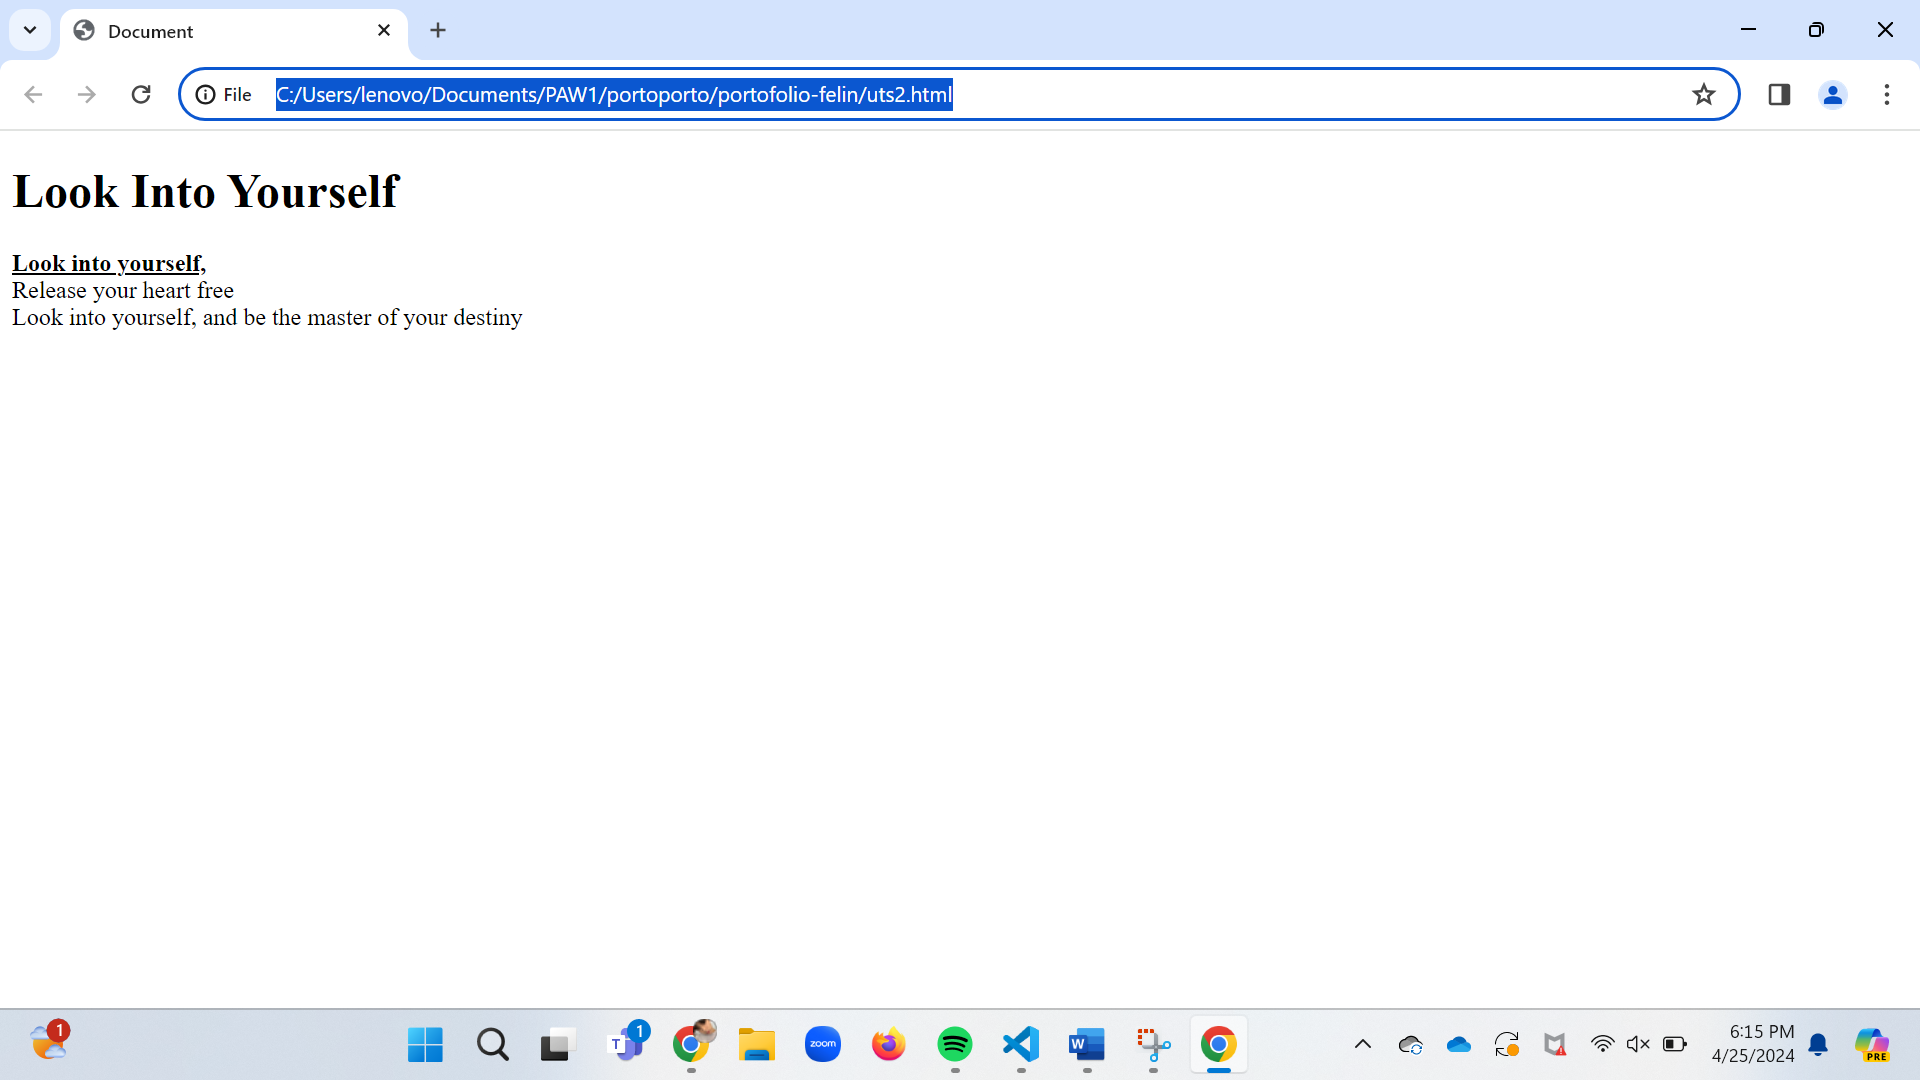 Document
File C:/Users/lenovo/Documents/PAW1/portoporto/portofolio-felin/uts2.html
Look Into Yourself
Look into yourself,
Release your heart free
Look into yourself, and be the master of your destiny
1
T
1
zoom
W
6:15 PM
4/25/2024
PRE